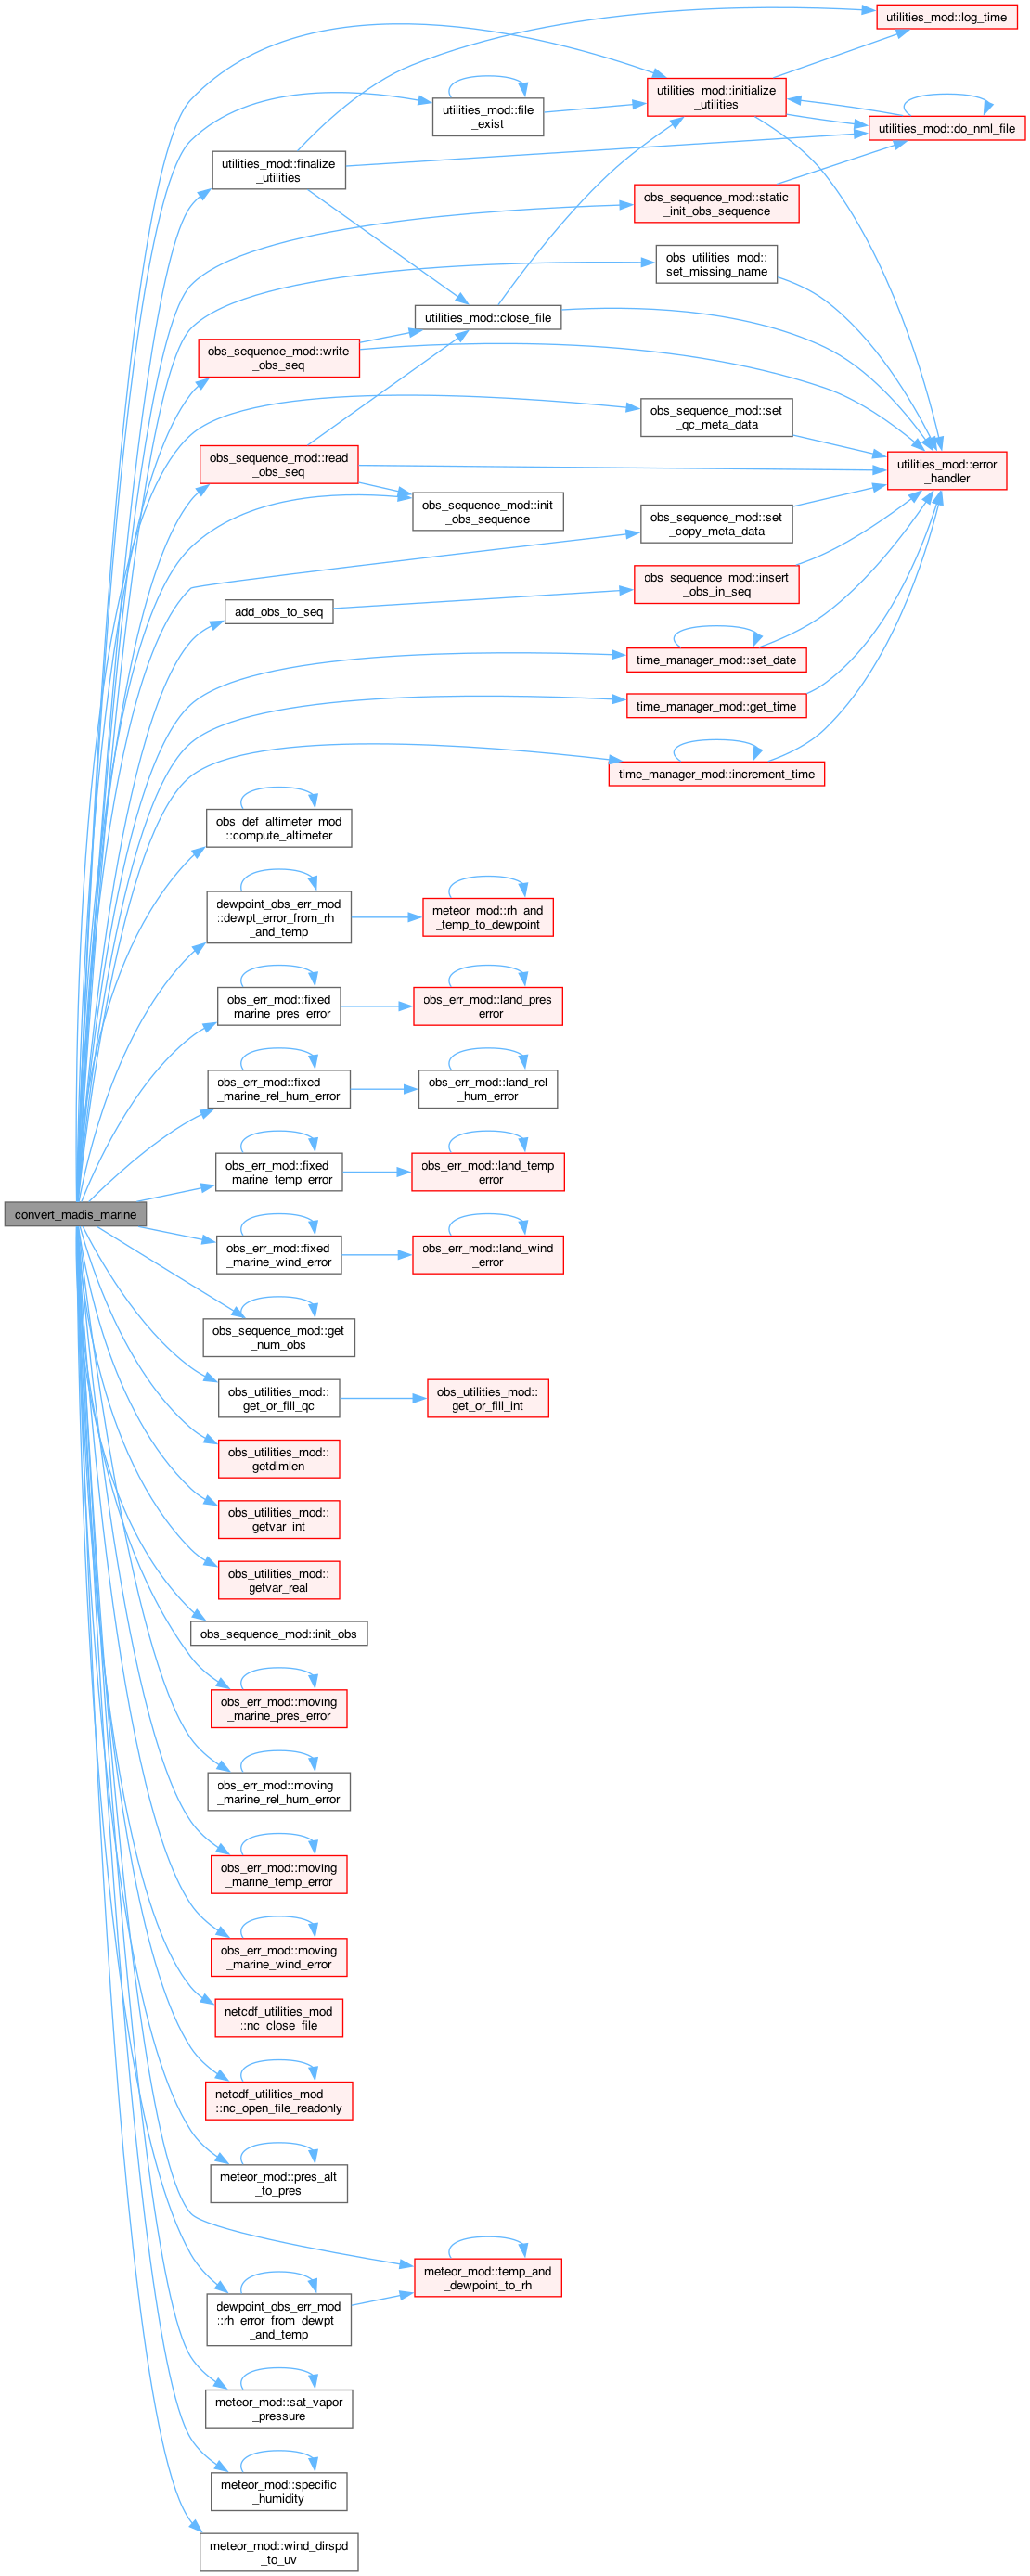 utilities_mod::log_time
utilities_mod::initialize
_utilities
utilities_mod::file
_exist
utilities_mod::do_nml_file
utilities_mod::finalize
_utilities
obs_sequence_mod::static
_init_obs_sequence
obs_utilities_mod::
set_missing_name
utilities_mod::close_file
obs_sequence_mod::write
_obs_seq
obs_sequence_mod::set
_qc_meta_data
obs_sequence_mod::read
_obs_seq
utilities_mod::error
_handler
obs_sequence_mod::init
_obs_sequence
obs_sequence_mod::set
_copy_meta_data
obs_sequence_mod::insert
_obs_in_seq
add_obs_to_seq
time_manager_mod::set_date
time_manager_mod::get_time
time_manager_mod::increment_time
obs_def_altimeter_mod
::compute_altimeter
dewpoint_obs_err_mod
::dewpt_error_from_rh
_and_temp
meteor_mod::rh_and
_temp_to_dewpoint
obs_err_mod::fixed
_marine_pres_error
obs_err_mod::land_pres
_error
obs_err_mod::fixed
_marine_rel_hum_error
obs_err_mod::land_rel
_hum_error
obs_err_mod::fixed
_marine_temp_error
obs_err_mod::land_temp
_error
convert_madis_marine
obs_err_mod::fixed
_marine_wind_error
obs_err_mod::land_wind
_error
obs_sequence_mod::get
_num_obs
obs_utilities_mod::
get_or_fill_qc
obs_utilities_mod::
get_or_fill_int
obs_utilities_mod::
getdimlen
obs_utilities_mod::
getvar_int
obs_utilities_mod::
getvar_real
obs_sequence_mod::init_obs
obs_err_mod::moving
_marine_pres_error
obs_err_mod::moving
_marine_rel_hum_error
obs_err_mod::moving
_marine_temp_error
obs_err_mod::moving
_marine_wind_error
netcdf_utilities_mod
::nc_close_file
netcdf_utilities_mod
::nc_open_file_readonly
meteor_mod::pres_alt
_to_pres
meteor_mod::temp_and
_dewpoint_to_rh
dewpoint_obs_err_mod
::rh_error_from_dewpt
_and_temp
meteor_mod::sat_vapor
_pressure
meteor_mod::specific
_humidity
meteor_mod::wind_dirspd
_to_uv